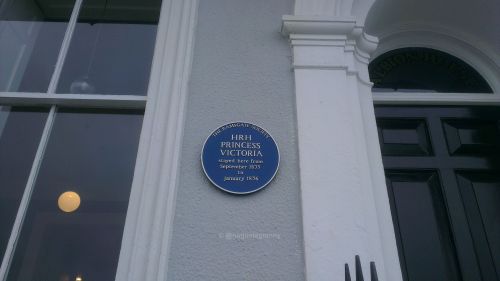 THE RAMSGATE SOCIETY
HRH
PRINCESS
VICTORIA
stayed here from
September 1835
to
January 1836